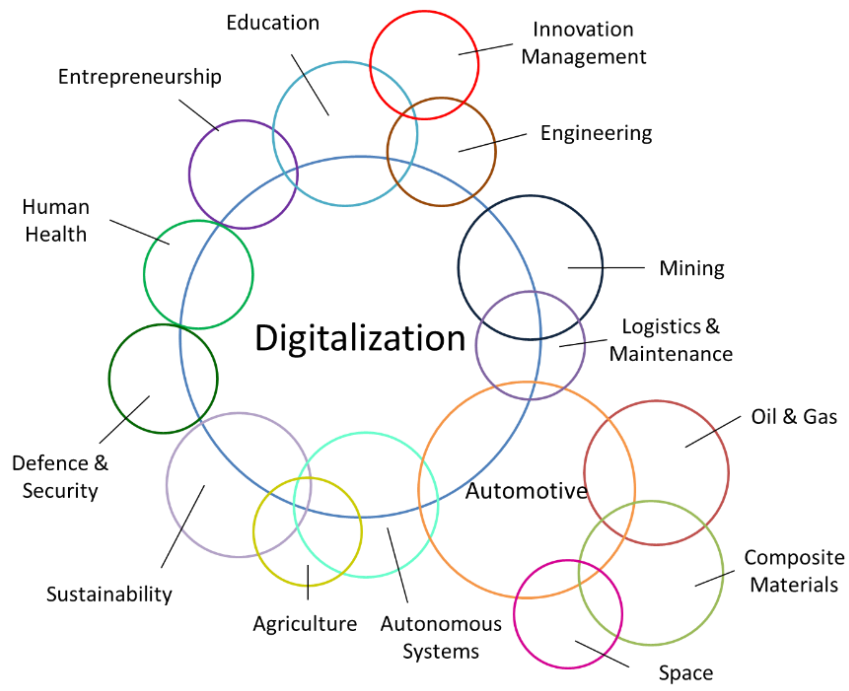 Education
Innovation
Management
Entrepreneurship
Engineering
Human
Health
Mining
Digitalization
Logistics &
Maintenance
Oil & Gas
Defence &
Security
Automotive
Composite
Materials
Sustainability
Agriculture
Autonomous
Systems
Space